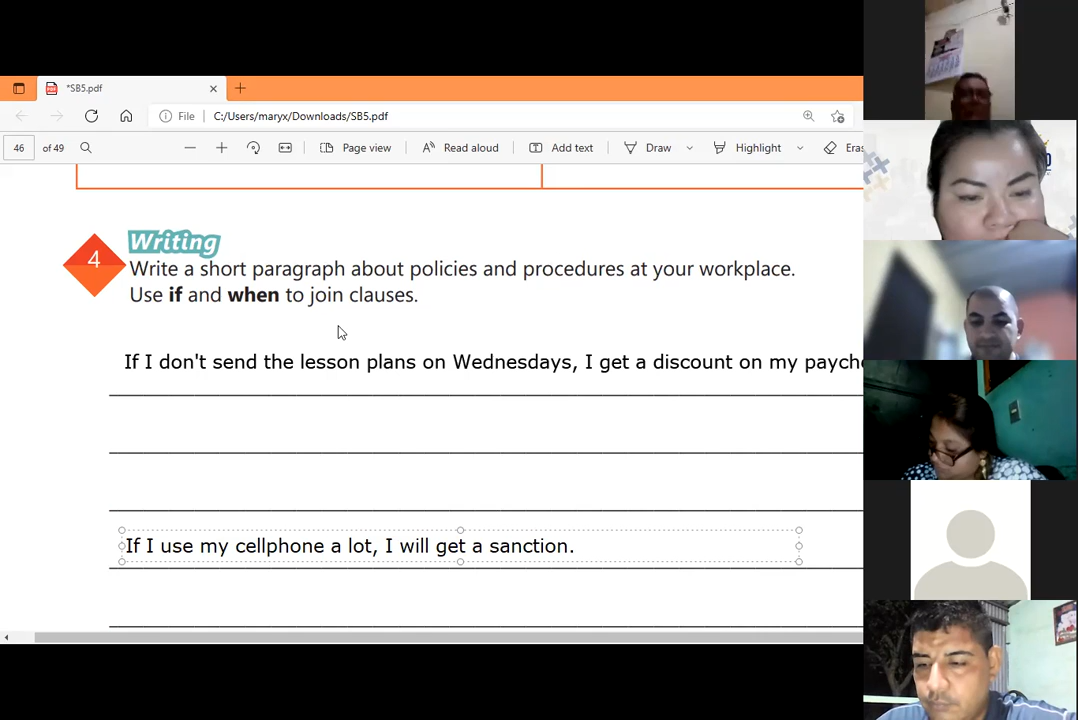 *SB5.pdf
File C:/Users/maryx/Downloads/SB5.pdf
46 of 49 Page view Read aloud Add text Draw Highlight Eras
Writing
4
Write a short paragraph about policies and procedures at your workplace.
Use if and when to join clauses.
If I don't send the lesson plans on Wednesdays, I get a discount on my payche
If I use my cellphone a lot, I will get a sanction.